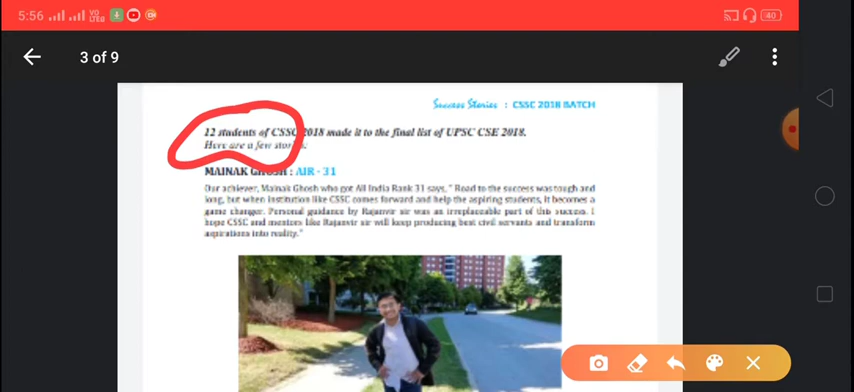 5:56 VO LTE2 40
3 of 9
Success Stories : CSSC 2018 BATCH
12 students of CSSC 2018 made it to the final list of UPSC CSE 2018.
Here are a few stories:
MAINAK GHOSH : AIR - 31
Our achiever, Mainak Ghosh who got All India Rank 31 says, " Road to the success was tough and
long, but when institution like CSSC comes forward and help the aspiring students, it becomes a
game changer. Personal guidance by Rajanvir sir was an irreplaceable part of this success. I
hope CSSC and mentors like Rajanvir sir will keep producing best civil servants and transform
aspirations into reality."